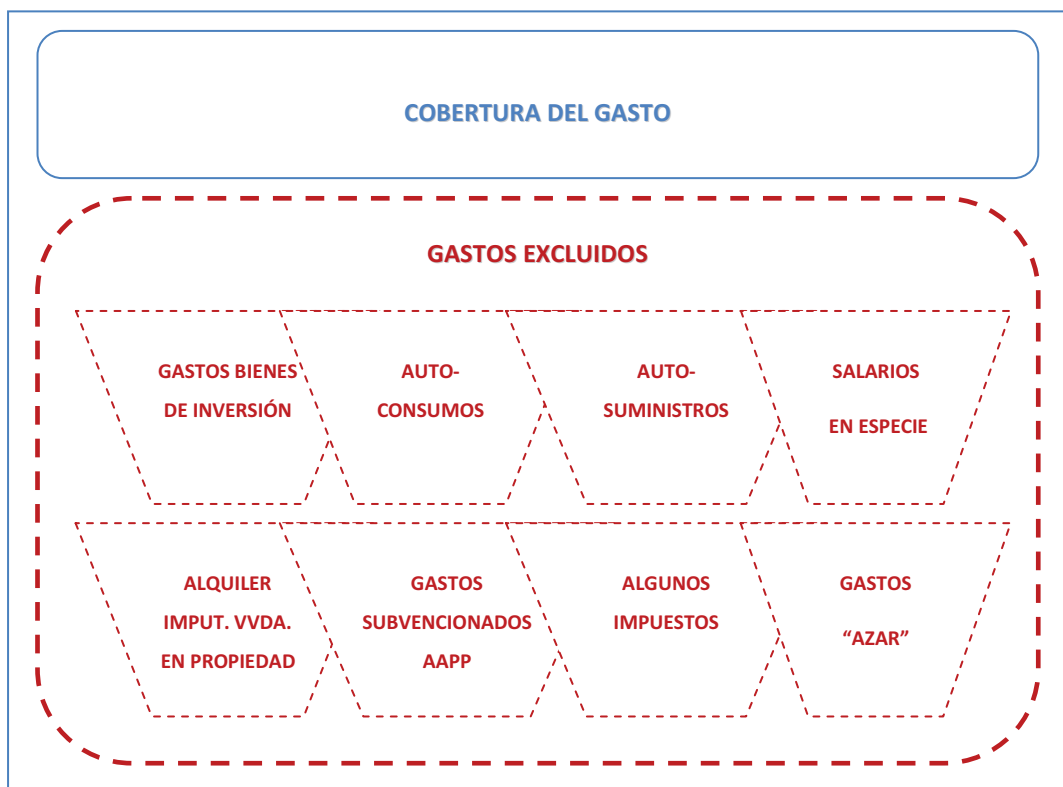 COBERTURA DEL GASTO
GASTOS EXCLUIDOS
GASTOS BIENES
DE INVERSIÓN
AUTO-
CONSUMOS
AUTO-
SUMINISTROS
SALARIOS
EN ESPECIE
ALQUILER
IMPUT. VVDA.
EN PROPIEDAD
GASTOS
SUBVENCIONADOS
AAPP
ALGUNOS
IMPUESTOS
GASTOS
“AZAR”